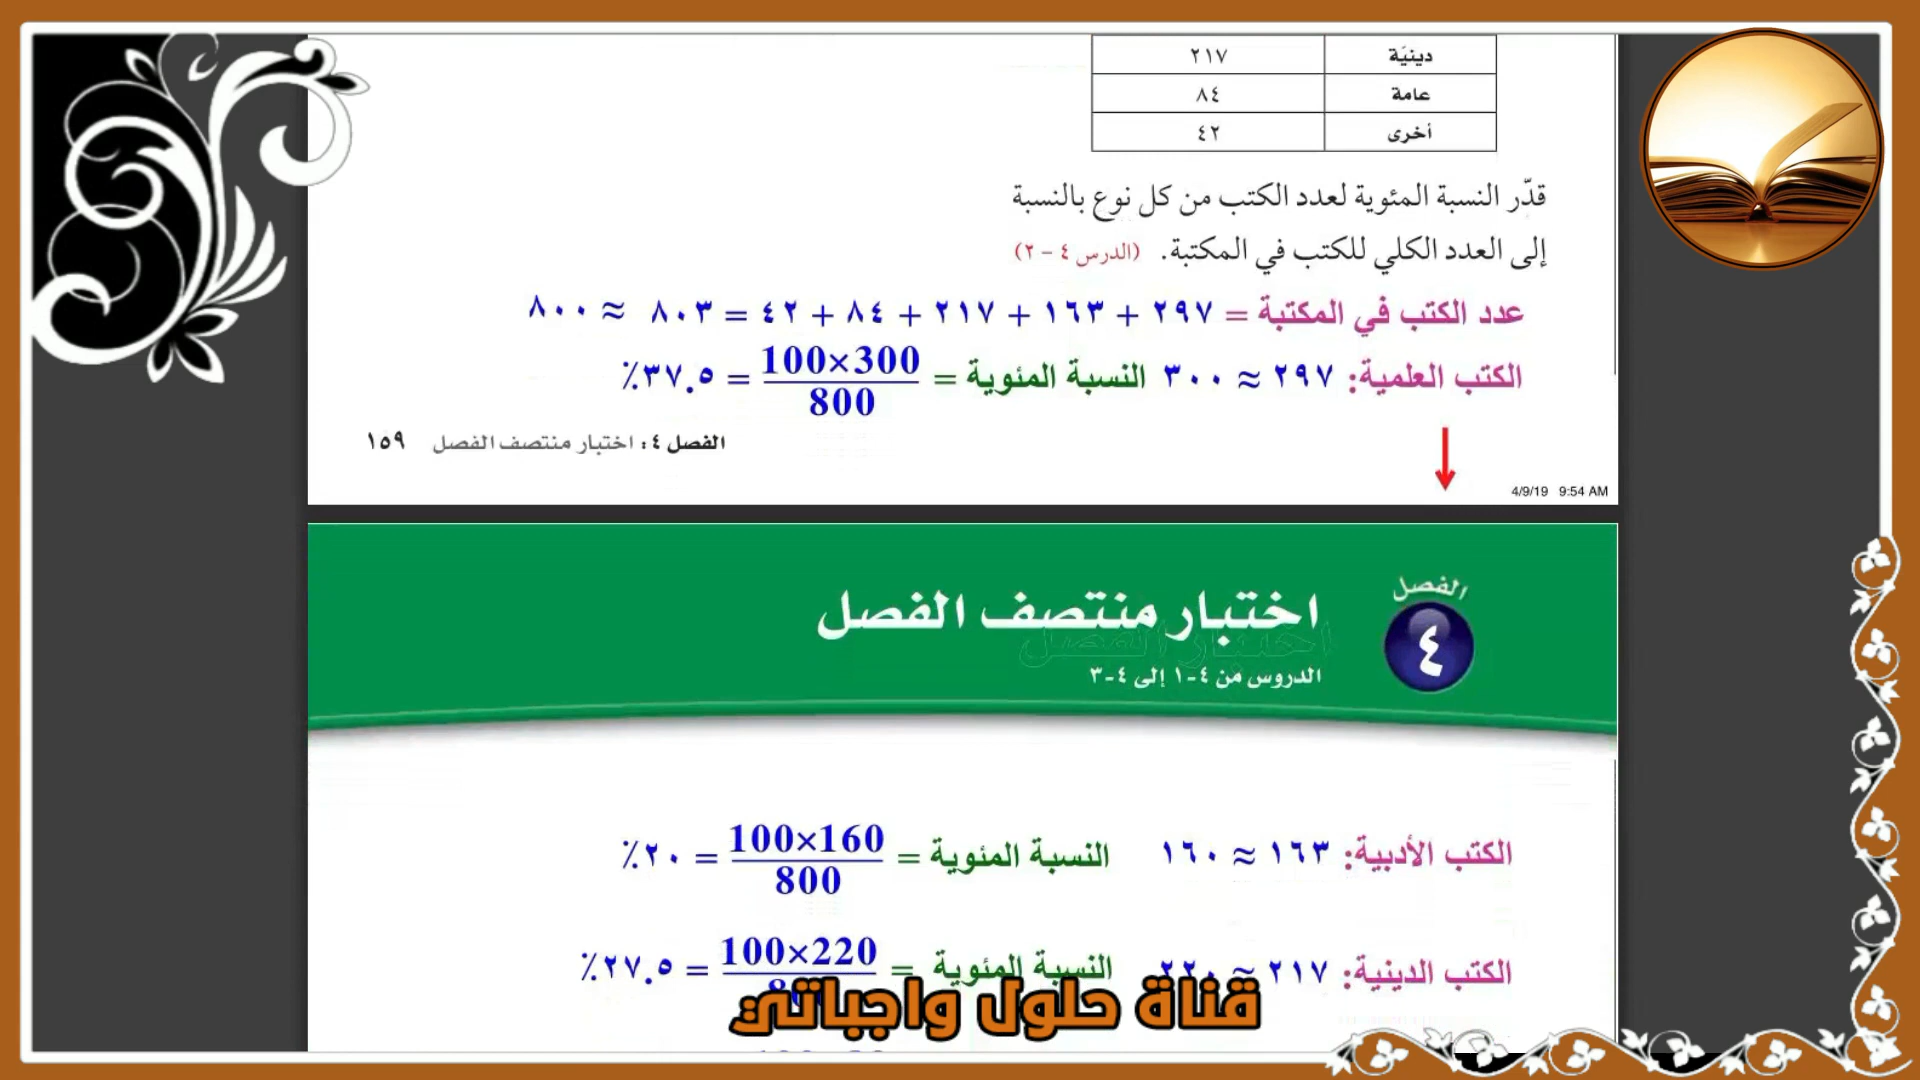 دينيّة ٢١٧
عامة ٨٤
أخرى ٤٢
قدّر النسبة المئوية لعدد الكتب من كل نوع بالنسبة
إلى العدد الكلي للكتب في المكتبة. (الدرس ٤ - ٢)
عدد الكتب في المكتبة = ٢٩٧ + ١٦٣ + ٢١٧ + ٨٤ + ٤٢ = ٨٠٣ ≈ ٨٠٠
الكتب العلمية: ٢٩٧ ≈ ٣٠٠ النسبة المئوية = 100×300 / 800 = ٣٧.٥٪
الفصل ٤: اختبار منتصف الفصل ١٥٩
4/9/19 9:54 AM
الفصل
٤
اختبار منتصف الفصل
الدروس من ٤-١ إلى ٤-٣
الكتب الأدبية: ١٦٣ ≈ ١٦٠ النسبة المئوية = 100×160 / 800 = ٢٠٪
الكتب الدينية: ٢١٧ ≈ ٢٢٠ النسبة المئوية = 100×220 = ٢٧.٥٪
قناة حلول واجباتي